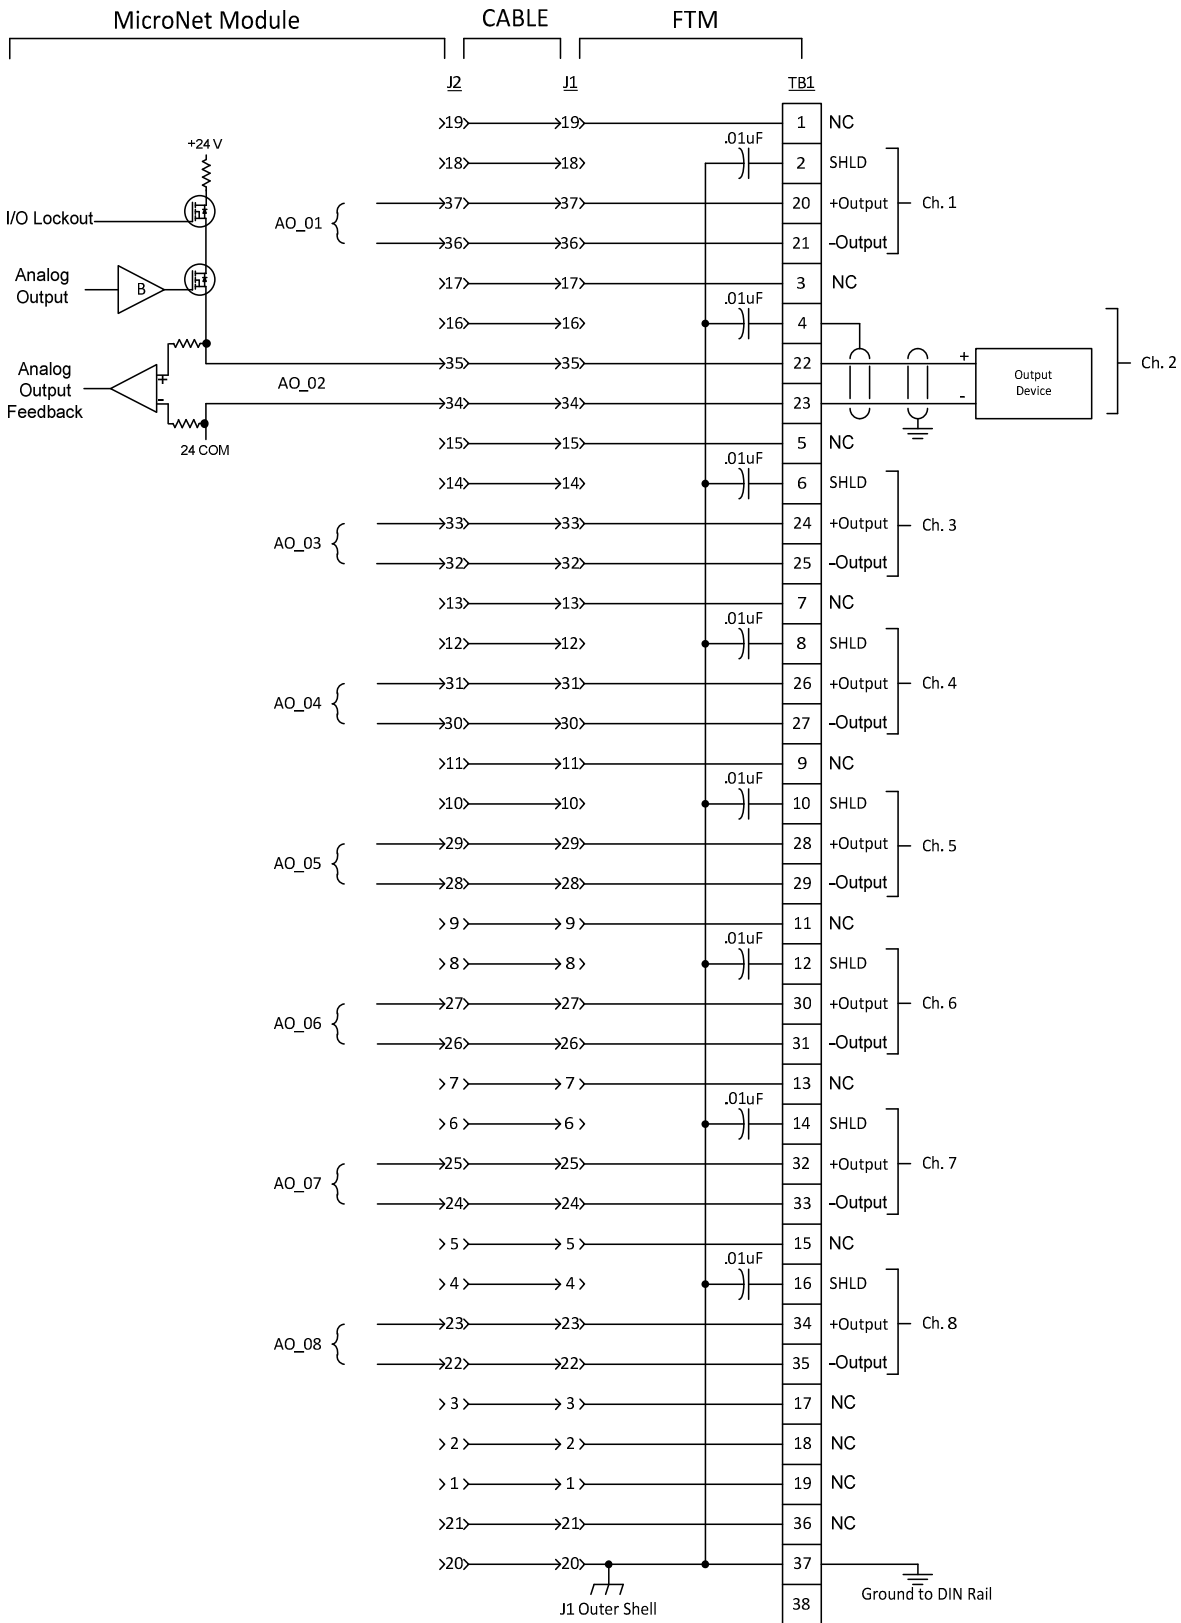 MicroNet Module CABLE FTM
J2 J1 TB1
19 19 1 NC
.01uF
+24 V
18 18 2 SHLD
I/O Lockout
AO_01
37 37 20 +Output Ch. 1
36 36 21 -Output
Analog
Output
B
17 17 3 NC
.01uF
16 16 4
35 35 22 +
Analog
Output
Feedback
+
-
AO_02
Output
Device
Ch. 2
34 34 23 -
24 COM
15 15 5 NC
.01uF
14 14 6 SHLD
AO_03
33 33 24 +Output Ch. 3
32 32 25 -Output
13 13 7 NC
.01uF
12 12 8 SHLD
AO_04
31 31 26 +Output Ch. 4
30 30 27 -Output
11 11 9 NC
.01uF
10 10 10 SHLD
AO_05
29 29 28 +Output Ch. 5
28 28 29 -Output
9 9 11 NC
.01uF
8 8 12 SHLD
AO_06
27 27 30 +Output Ch. 6
26 26 31 -Output
7 7 13 NC
.01uF
6 6 14 SHLD
AO_07
25 25 32 +Output Ch. 7
24 24 33 -Output
5 5 15 NC
.01uF
4 4 16 SHLD
AO_08
23 23 34 +Output Ch. 8
22 22 35 -Output
3 3 17 NC
2 2 18 NC
1 1 19 NC
21 21 36 NC
20 20 37
J1 Outer Shell
Ground to DIN Rail
38